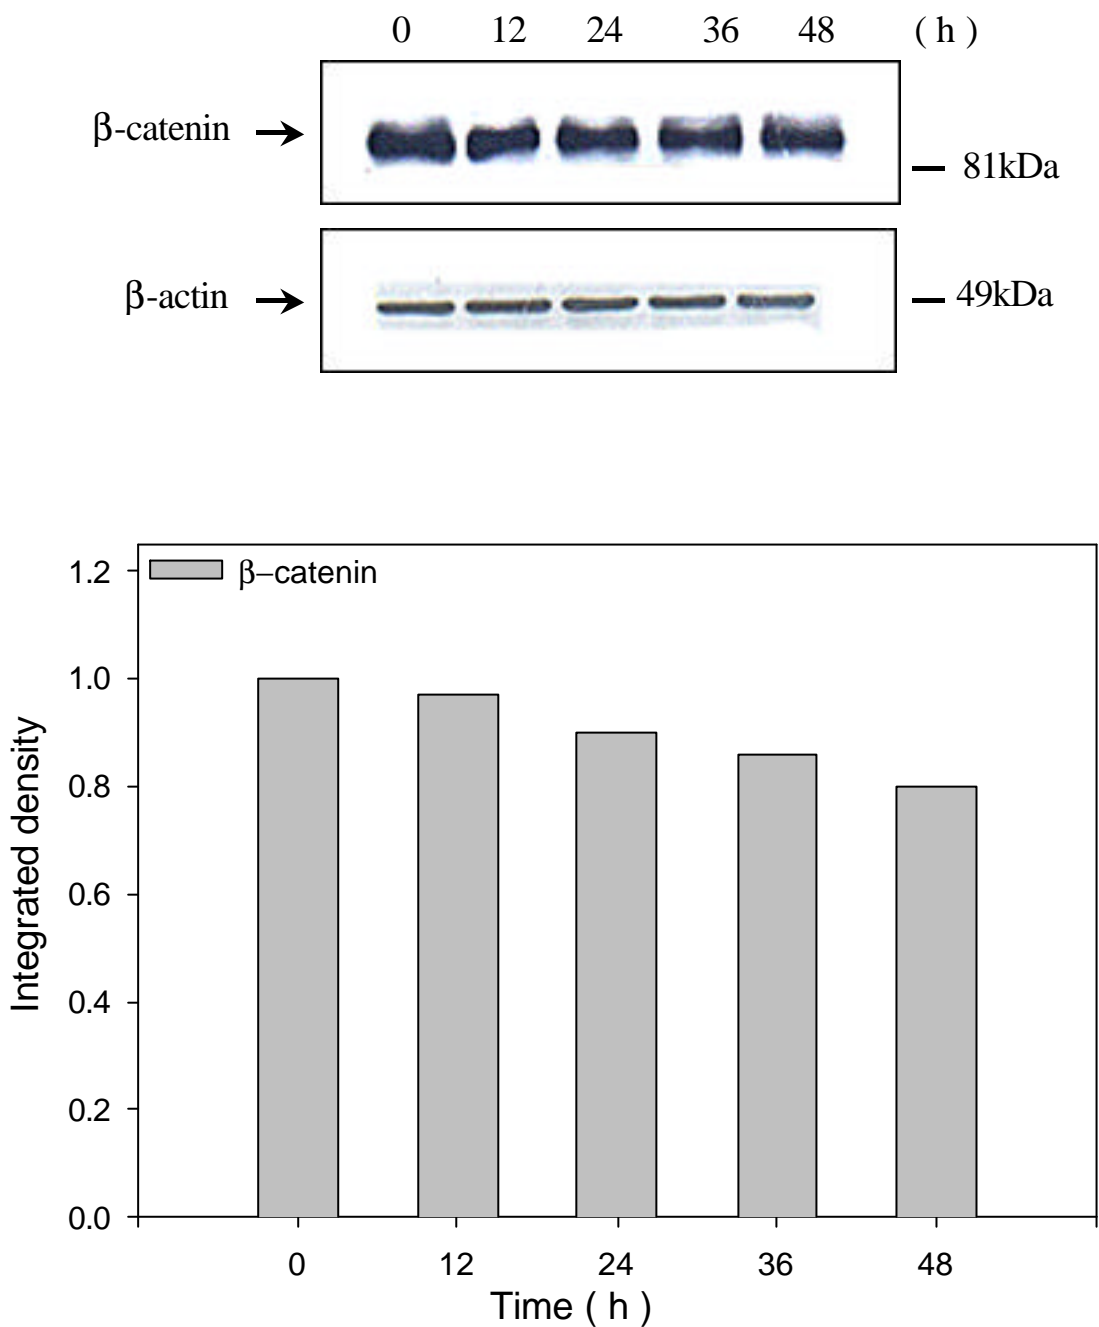 0 12 24 36 48 ( h )
β-catenin
81kDa
β-actin
49kDa
β−catenin
1.2
1.0
0.8
0.6
0.4
0.2
0.0
Integrated density
0 12 24 36 48
Time ( h )